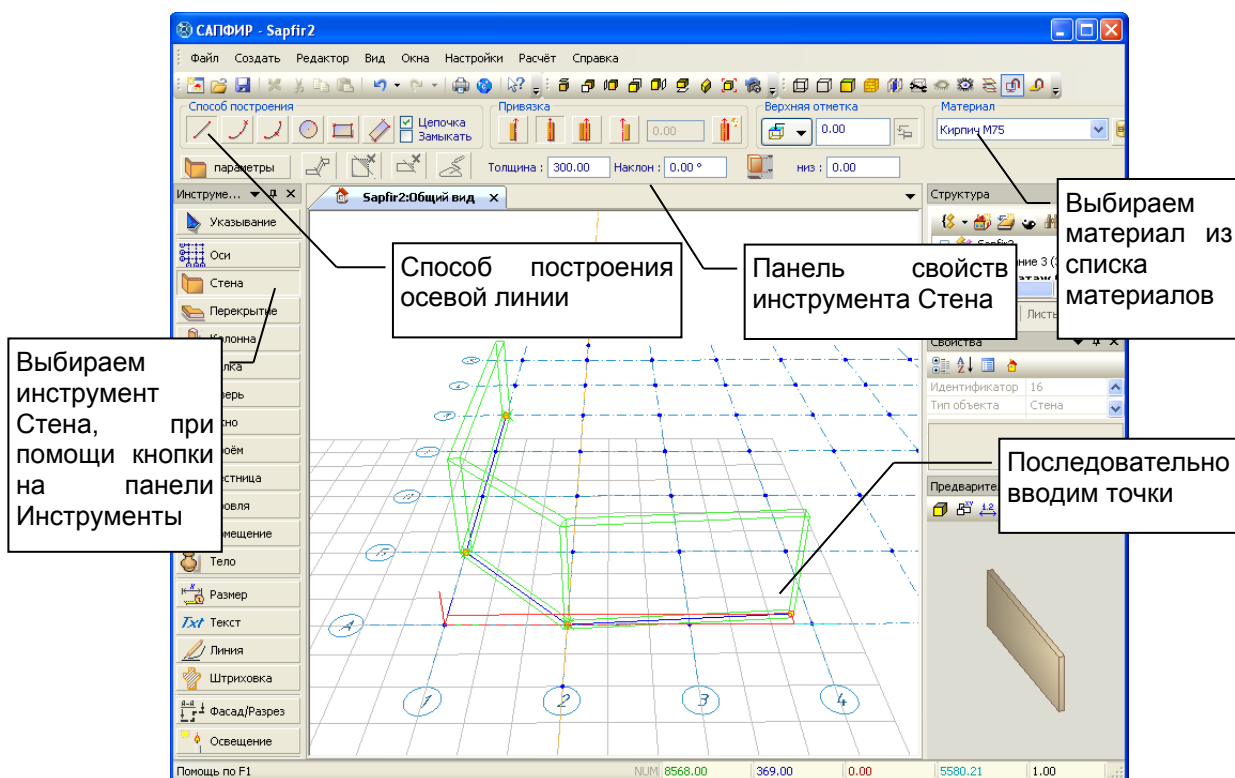 САПФИР - Sapfir2
Файл Создать Редактор Вид Окна Настройки Расчёт Справка
Способ построения
Привязка
Верхняя отметка
Материал
Цепочка
Замыкать
0.00
0.00
Кирпич М75
параметры
Толщина : 300.00 Наклон : 0.00 ° низ : 0.00
Инструме...
Sapfir2:Общий вид
Структура
Указывание
Оси
Стена
Перекрытие
Колонна
Размер
Txt Текст
Линия
Штриховка
Фасад/Разрез
Освещение
Тело
Способ построения
осевой линии
Панель свойств
инструмента Стена
Выбираем
материал из
списка
материалов
Листы
Свойства
Идентификатор 16
Тип объекта Стена
Выбираем
инструмент
Стена, при
помощи кнопки
на панели
Инструменты
Последовательно
вводим точки
А
1
2
3
4
Помощь по F1
NUM 8568.00 369.00 0.00 5580.21 1.00